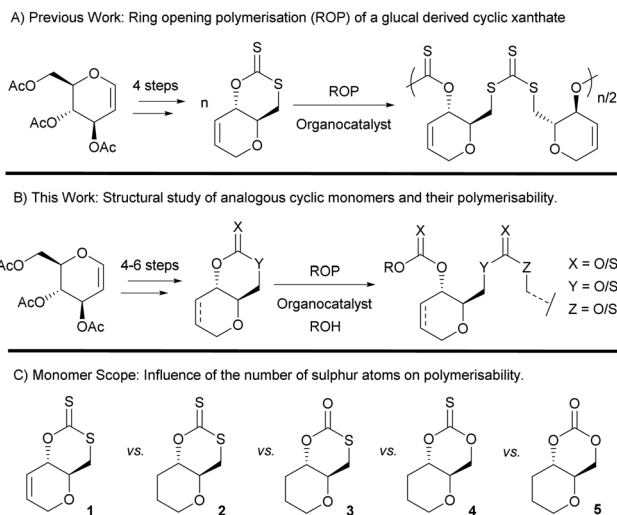 A) Previous Work: Ring opening polymerisation (ROP) of a glucal derived cyclic xanthate
AcO
O
AcO
OAc
4 steps
n
S
O
S
O
ROP
Organocatalyst
S
O
S
S
S
O
O
O
n/2
B) This Work: Structural study of analogous cyclic monomers and their polymerisability.
AcO
O
AcO
OAc
4-6 steps
X
O
Y
O
ROP
Organocatalyst
ROH
X
RO
O
Y
X
Z
O
X = O/S
Y = O/S
Z = O/S
C) Monomer Scope: Influence of the number of sulphur atoms on polymerisability.
S
O
S
O
1
vs.
S
O
S
O
2
vs.
O
O
S
O
3
vs.
S
O
O
O
4
vs.
O
O
O
O
5